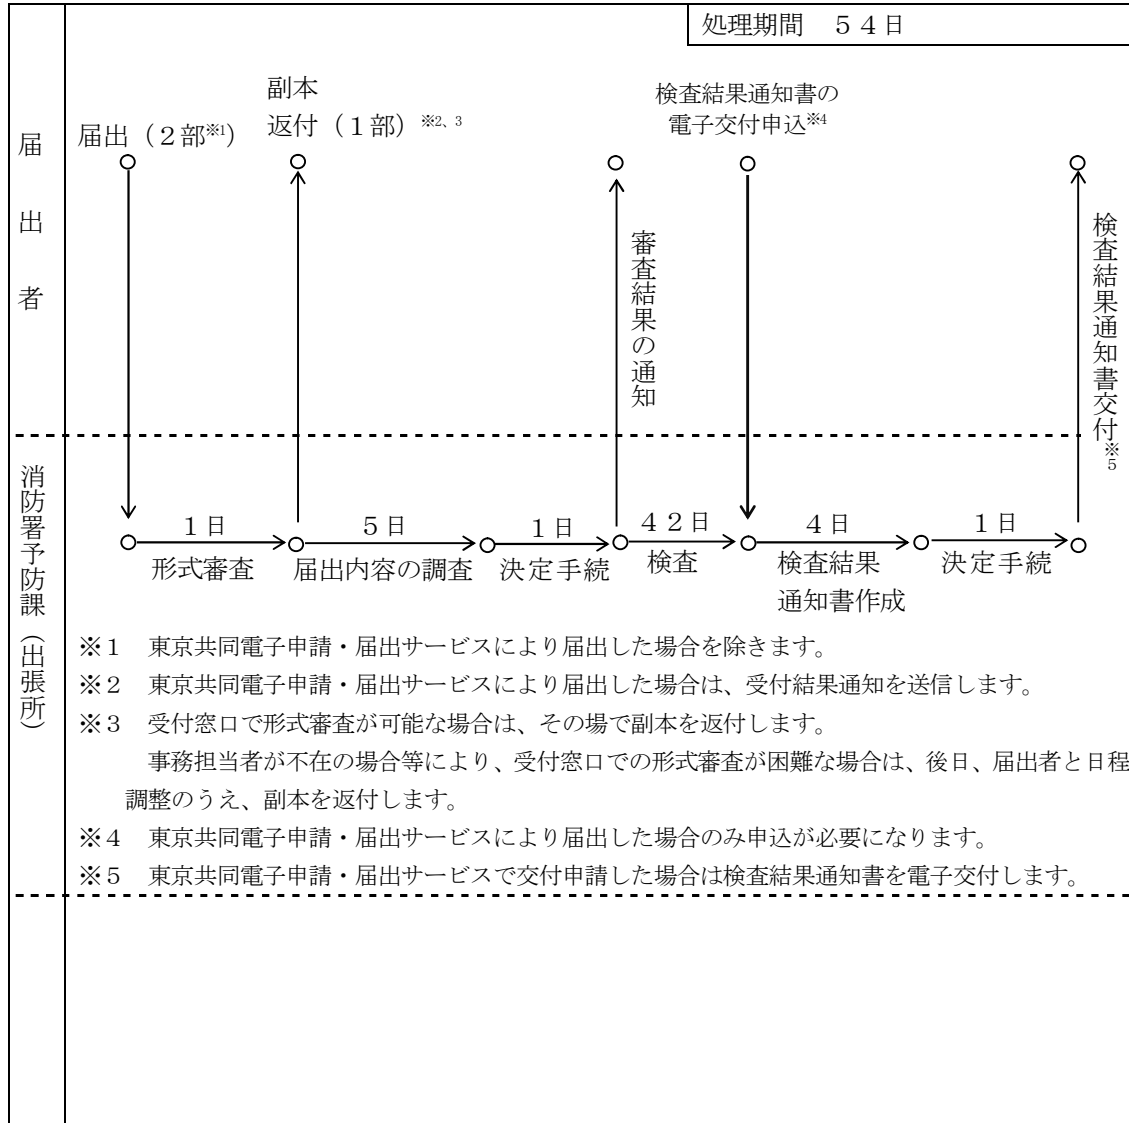 処理期間　５４日
届出者
届出（２部※1）
副本
返付（１部）※2、3
検査結果通知書の
電子交付申込※4
審査結果の通知
検査結果通知書交付※5
消防署予防課（出張所）
１日
形式審査
５日
届出内容の調査
１日
決定手続
４２日
検査
４日
検査結果
通知書作成
１日
決定手続
※１　東京共同電子申請・届出サービスにより届出した場合を除きます。
※２　東京共同電子申請・届出サービスにより届出した場合は、受付結果通知を送信します。
※３　受付窓口で形式審査が可能な場合は、その場で副本を返付します。
事務担当者が不在の場合等により、受付窓口での形式審査が困難な場合は、後日、届出者と日程
調整のうえ、副本を返付します。
※４　東京共同電子申請・届出サービスにより届出した場合のみ申込が必要になります。
※５　東京共同電子申請・届出サービスで交付申請した場合は検査結果通知書を電子交付します。